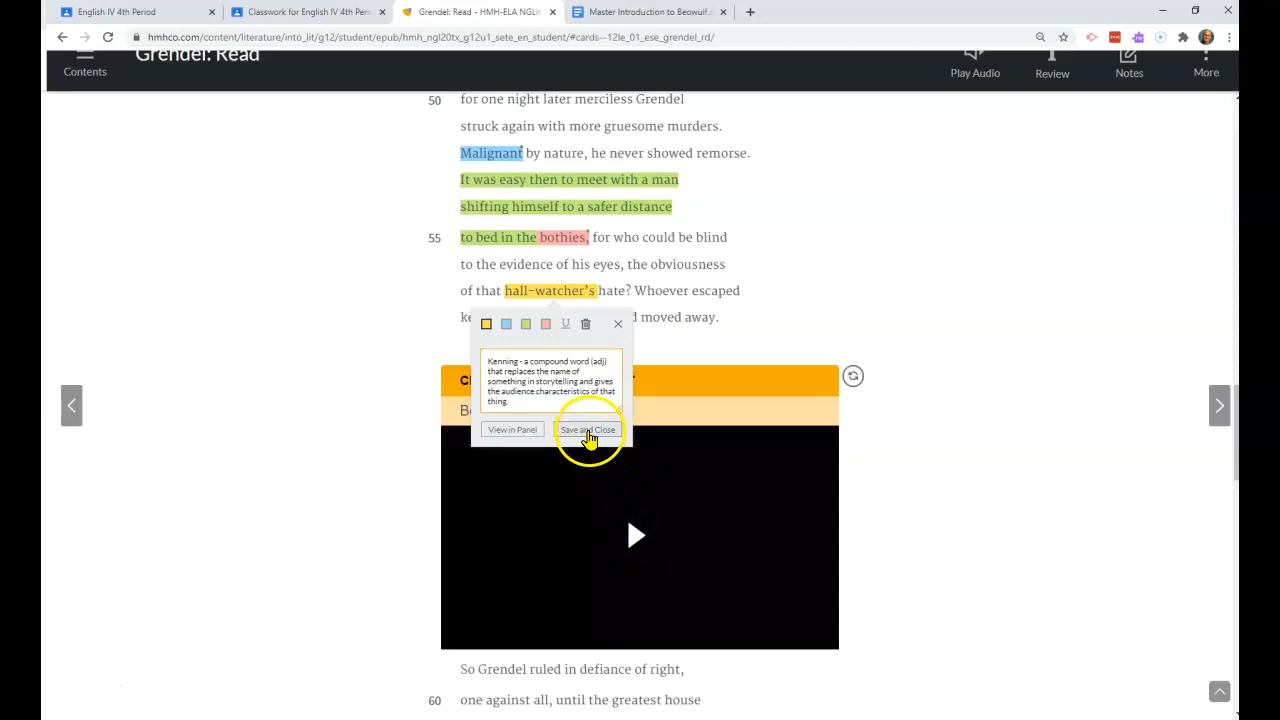 English IV 4th Period
Classwork for English IV 4th Per
Grendel: Read - HMH-ELA NGLi
Master Introduction to Beowulf.
hmhco.com/content/literature/into_lit/g12/student/epub/hmh_ngl20tx_g12u1_sete_en_student/#cards--12le_01_ese_grendel_rd/
Contents
Grendel: Read
Play Audio
Review
Notes
More
50 for one night later merciless Grendel
struck again with more gruesome murders.
Malignant by nature, he never showed remorse.
It was easy then to meet with a man
shifting himself to a safer distance
55 to bed in the bothies, for who could be blind
to the evidence of his eyes, the obviousness
of that hall-watcher's hate? Whoever escaped
ke
d moved away.
U
Kenning - a compound word (adj)
that replaces the name of
something in storytelling and gives
the audience characteristics of that
thing.
View in Panel
Save and Close
So Grendel ruled in defiance of right,
60 one against all, until the greatest house